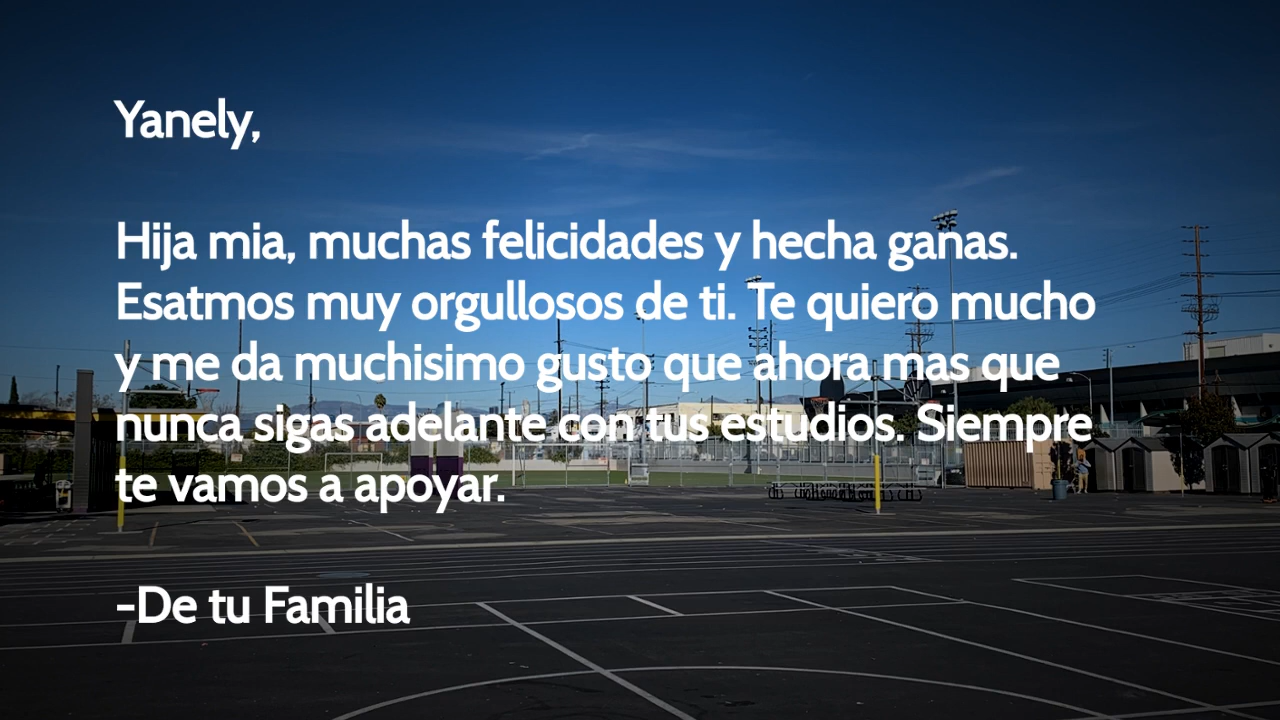 Yanely,
Hija mia, muchas felicidades y hecha ganas.
Esatmos muy orgullosos de ti. Te quiero mucho
y me da muchisimo gusto que ahora mas que
nunca sigas adelante con tus estudios. Siempre
te vamos a apoyar.
-De tu Familia